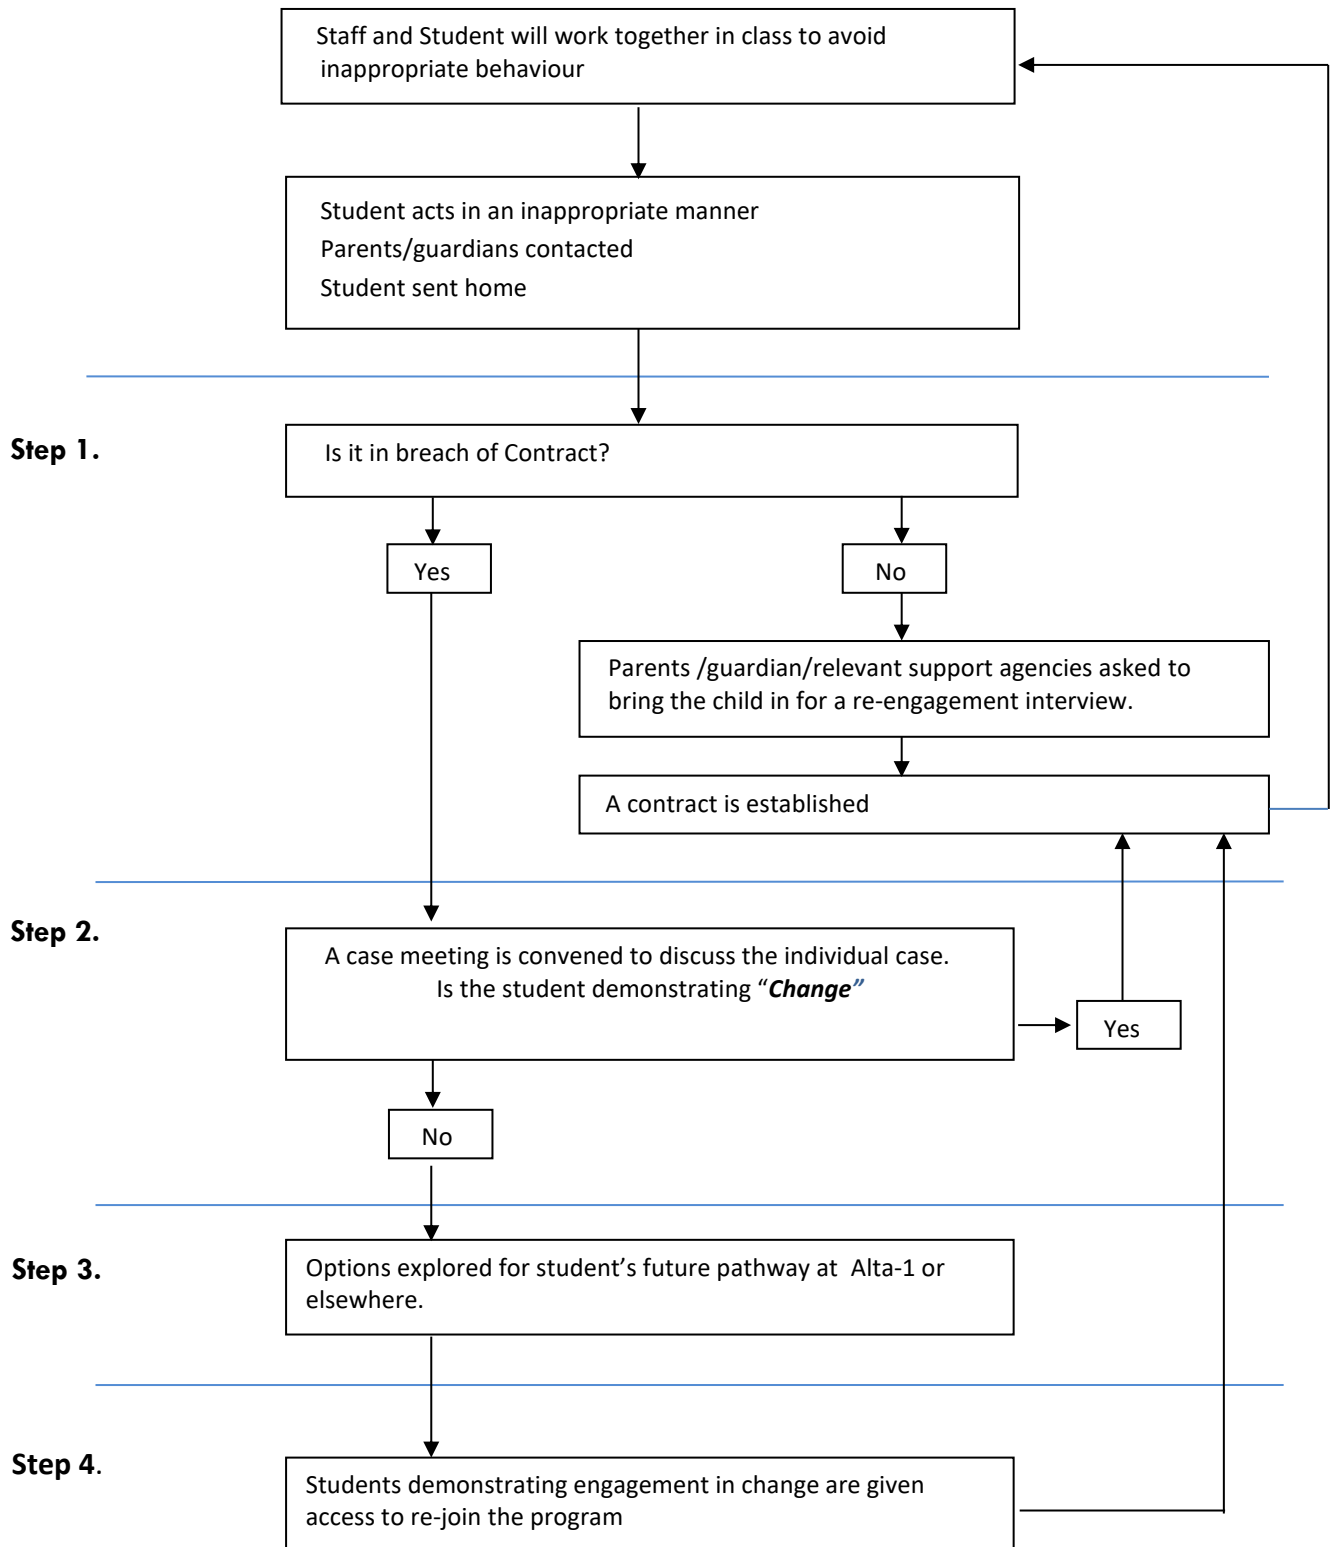 Staff and Student will work together in class to avoid
inappropriate behaviour
Student acts in an inappropriate manner
Parents/guardians contacted
Student sent home
Step 1.
Is it in breach of Contract?
Yes
No
Parents /guardian/relevant support agencies asked to
bring the child in for a re-engagement interview.
A contract is established
Step 2.
A case meeting is convened to discuss the individual case.
Is the student demonstrating “Change”
Yes
No
Step 3.
Options explored for student’s future pathway at Alta-1 or
elsewhere.
Step 4.
Students demonstrating engagement in change are given
access to re-join the program